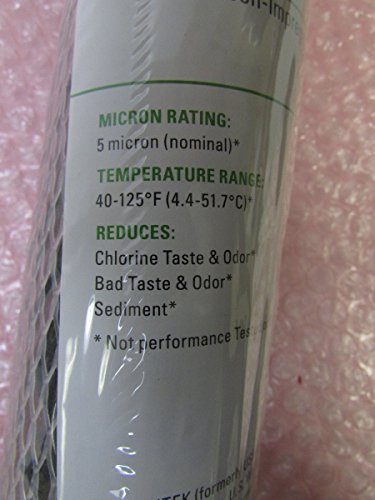 MICRON RATING:
5 micron (nominal)*
TEMPERATURE RANGE:
40-125°F (4.4-51.7°C)*
REDUCES:
Chlorine Taste & Odor*
Bad Taste & Odor*
Sediment*
* Not performance
(formerly
U.S.